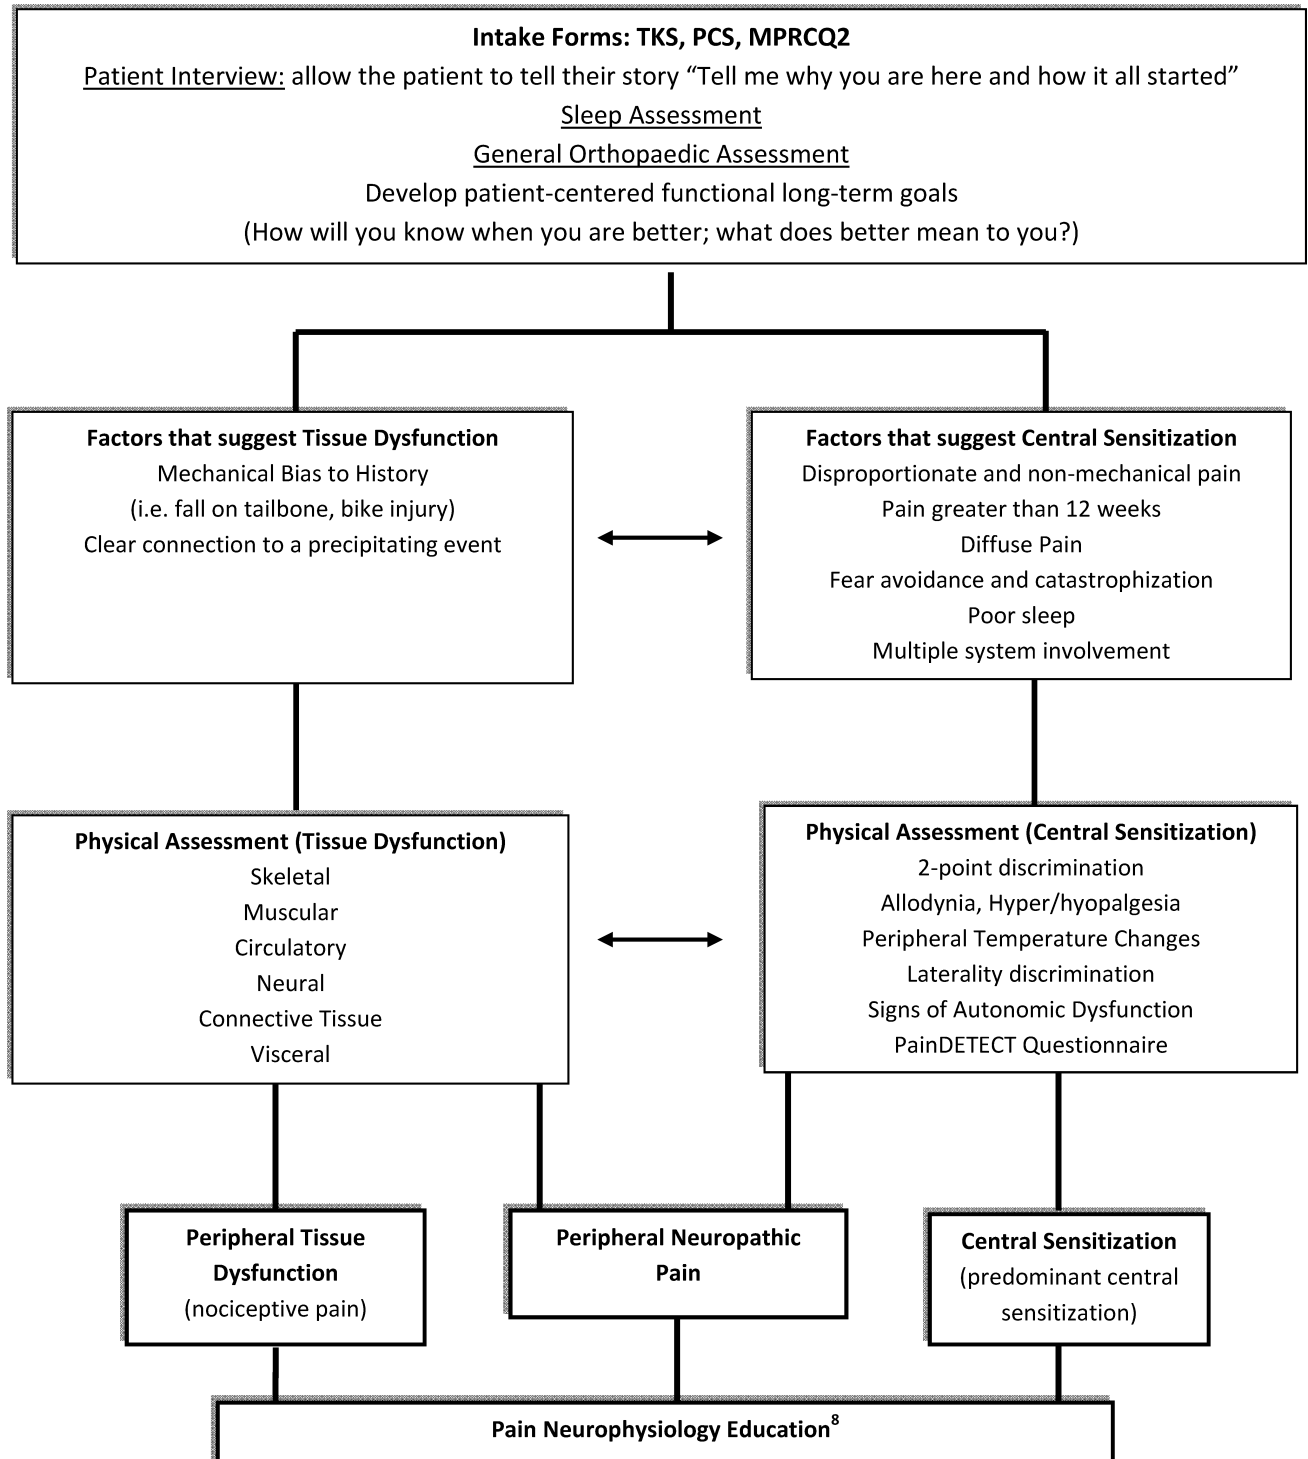 Intake Forms: TKS, PCS, MPRCQ2
Patient Interview: allow the patient to tell their story “Tell me why you are here and how it all started”
Sleep Assessment
General Orthopaedic Assessment
Develop patient-centered functional long-term goals
(How will you know when you are better; what does better mean to you?)
Factors that suggest Tissue Dysfunction
Mechanical Bias to History
(i.e. fall on tailbone, bike injury)
Clear connection to a precipitating event
Factors that suggest Central Sensitization
Disproportionate and non-mechanical pain
Pain greater than 12 weeks
Diffuse Pain
Fear avoidance and catastrophization
Poor sleep
Multiple system involvement
Physical Assessment (Tissue Dysfunction)
Skeletal
Muscular
Circulatory
Neural
Connective Tissue
Visceral
Physical Assessment (Central Sensitization)
2-point discrimination
Allodynia, Hyper/hyopalgesia
Peripheral Temperature Changes
Laterality discrimination
Signs of Autonomic Dysfunction
PainDETECT Questionnaire
Peripheral Tissue
Dysfunction
(nociceptive pain)
Peripheral Neuropathic
Pain
Central Sensitization
(predominant central
sensitization)
Pain Neurophysiology Education⁸